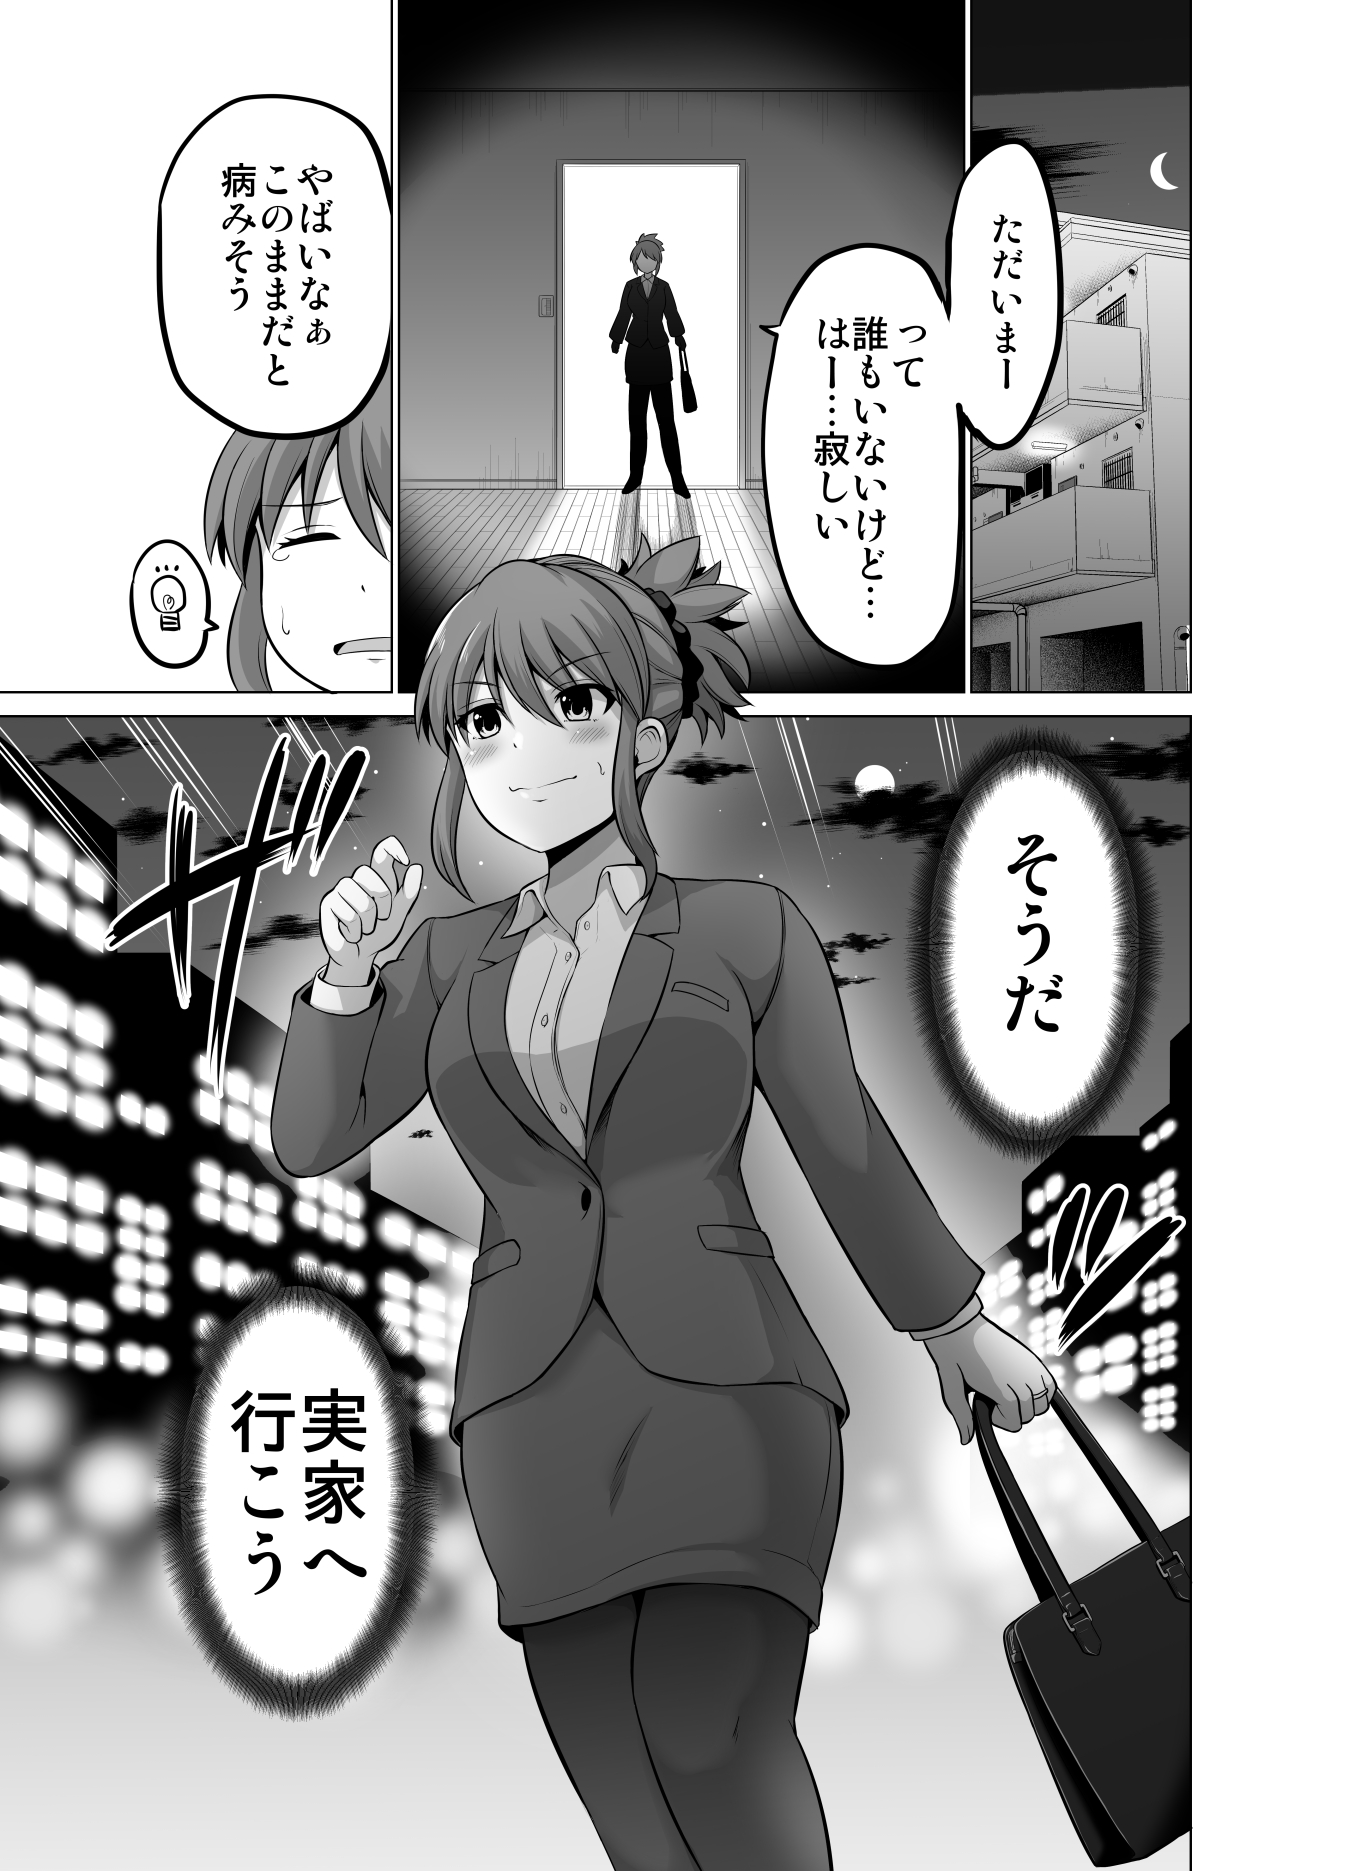 ただいまー
って
誰もいないけど…
はー…寂しい
やばいなぁ
このままだと
病みそう
そうだ
ザッ
実家へ
行こう